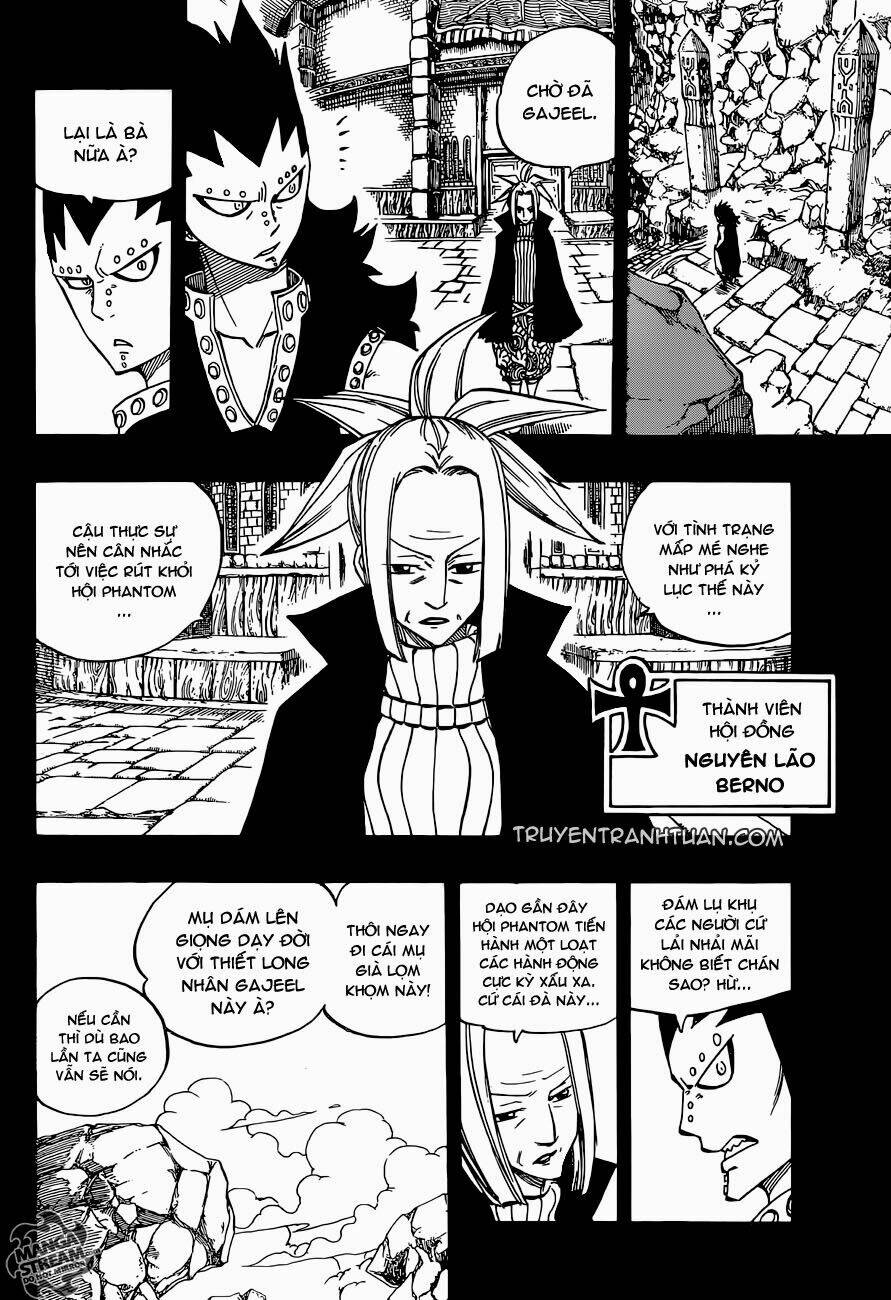 CHỜ ĐÃ
GAJEEL.
LẠI LÀ BÀ
NỮA À?
VỚI TÌNH TRẠNG
MẤP MÉ NGHE
NHƯ PHÁ KỶ
LỤC THẾ NÀY
...
CẬU THỰC SỰ
NÊN CÂN NHẮC
TỚI VIỆC RÚT KHỎI
HỘI PHANTOM
...
THÀNH VIÊN
HỘI ĐỒNG
NGUYÊN LÃO
BERNO
TRUYENTRANHTUAN.COM
ĐÁM LỤ KHỤ
CÁC NGƯỜI CỨ
LẢI NHẢI MÃI
KHÔNG BIẾT CHÁN
SAO? HỪ...
DẠO GẦN ĐÂY
HỘI PHANTOM TIẾN
HÀNH MỘT LOẠT
CÁC HÀNH ĐỘNG
CỰC KỲ XẤU XA.
CỨ CÁI ĐÀ NÀY...
THÔI NGAY
ĐI CÁI MỤ
GIÀ LỌM
KHỌM NÀY!
MỤ DÁM LÊN
GIỌNG DẠY ĐỜI
VỚI THIẾT LONG
NHÂN GAJEEL
NÀY À?
NẾU CẦN
THÌ DÙ BAO
LẦN TA CŨNG
VẪN SẼ NÓI.
MANGA
STREAM
DO NOT MIRROR